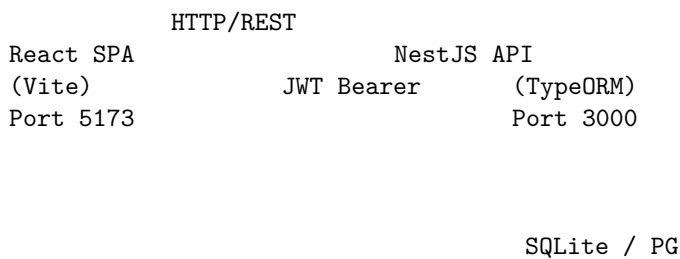 HTTP/REST
React SPA NestJS API
(Vite) JWT Bearer (TypeORM)
Port 5173 Port 3000
SQLite / PG